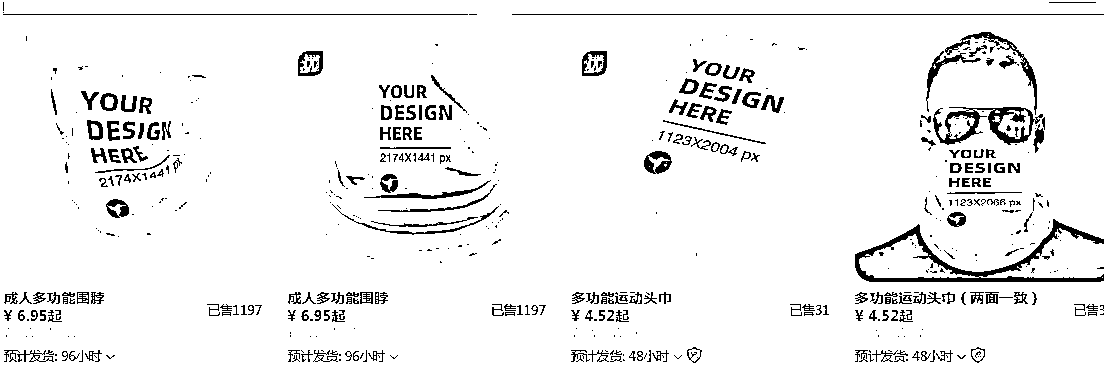 YOUR
DESIGN
HERE
2174X1441 px
成人多功能围脖
¥ 6.95起
已售1197
预计发货: 96小时
YOUR
DESIGN
HERE
2174X1441 px
成人多功能围脖
¥ 6.95起
已售1197
预计发货: 96小时
YOUR
DESIGN
HERE
1123X2004 px
多功能运动头巾
¥ 4.52起
已售31
预计发货: 48小时
YOUR
DESIGN
HERE
1123X2066 px
多功能运动头巾 ( 两面一致 )
¥ 4.52起
已售3
预计发货: 48小时